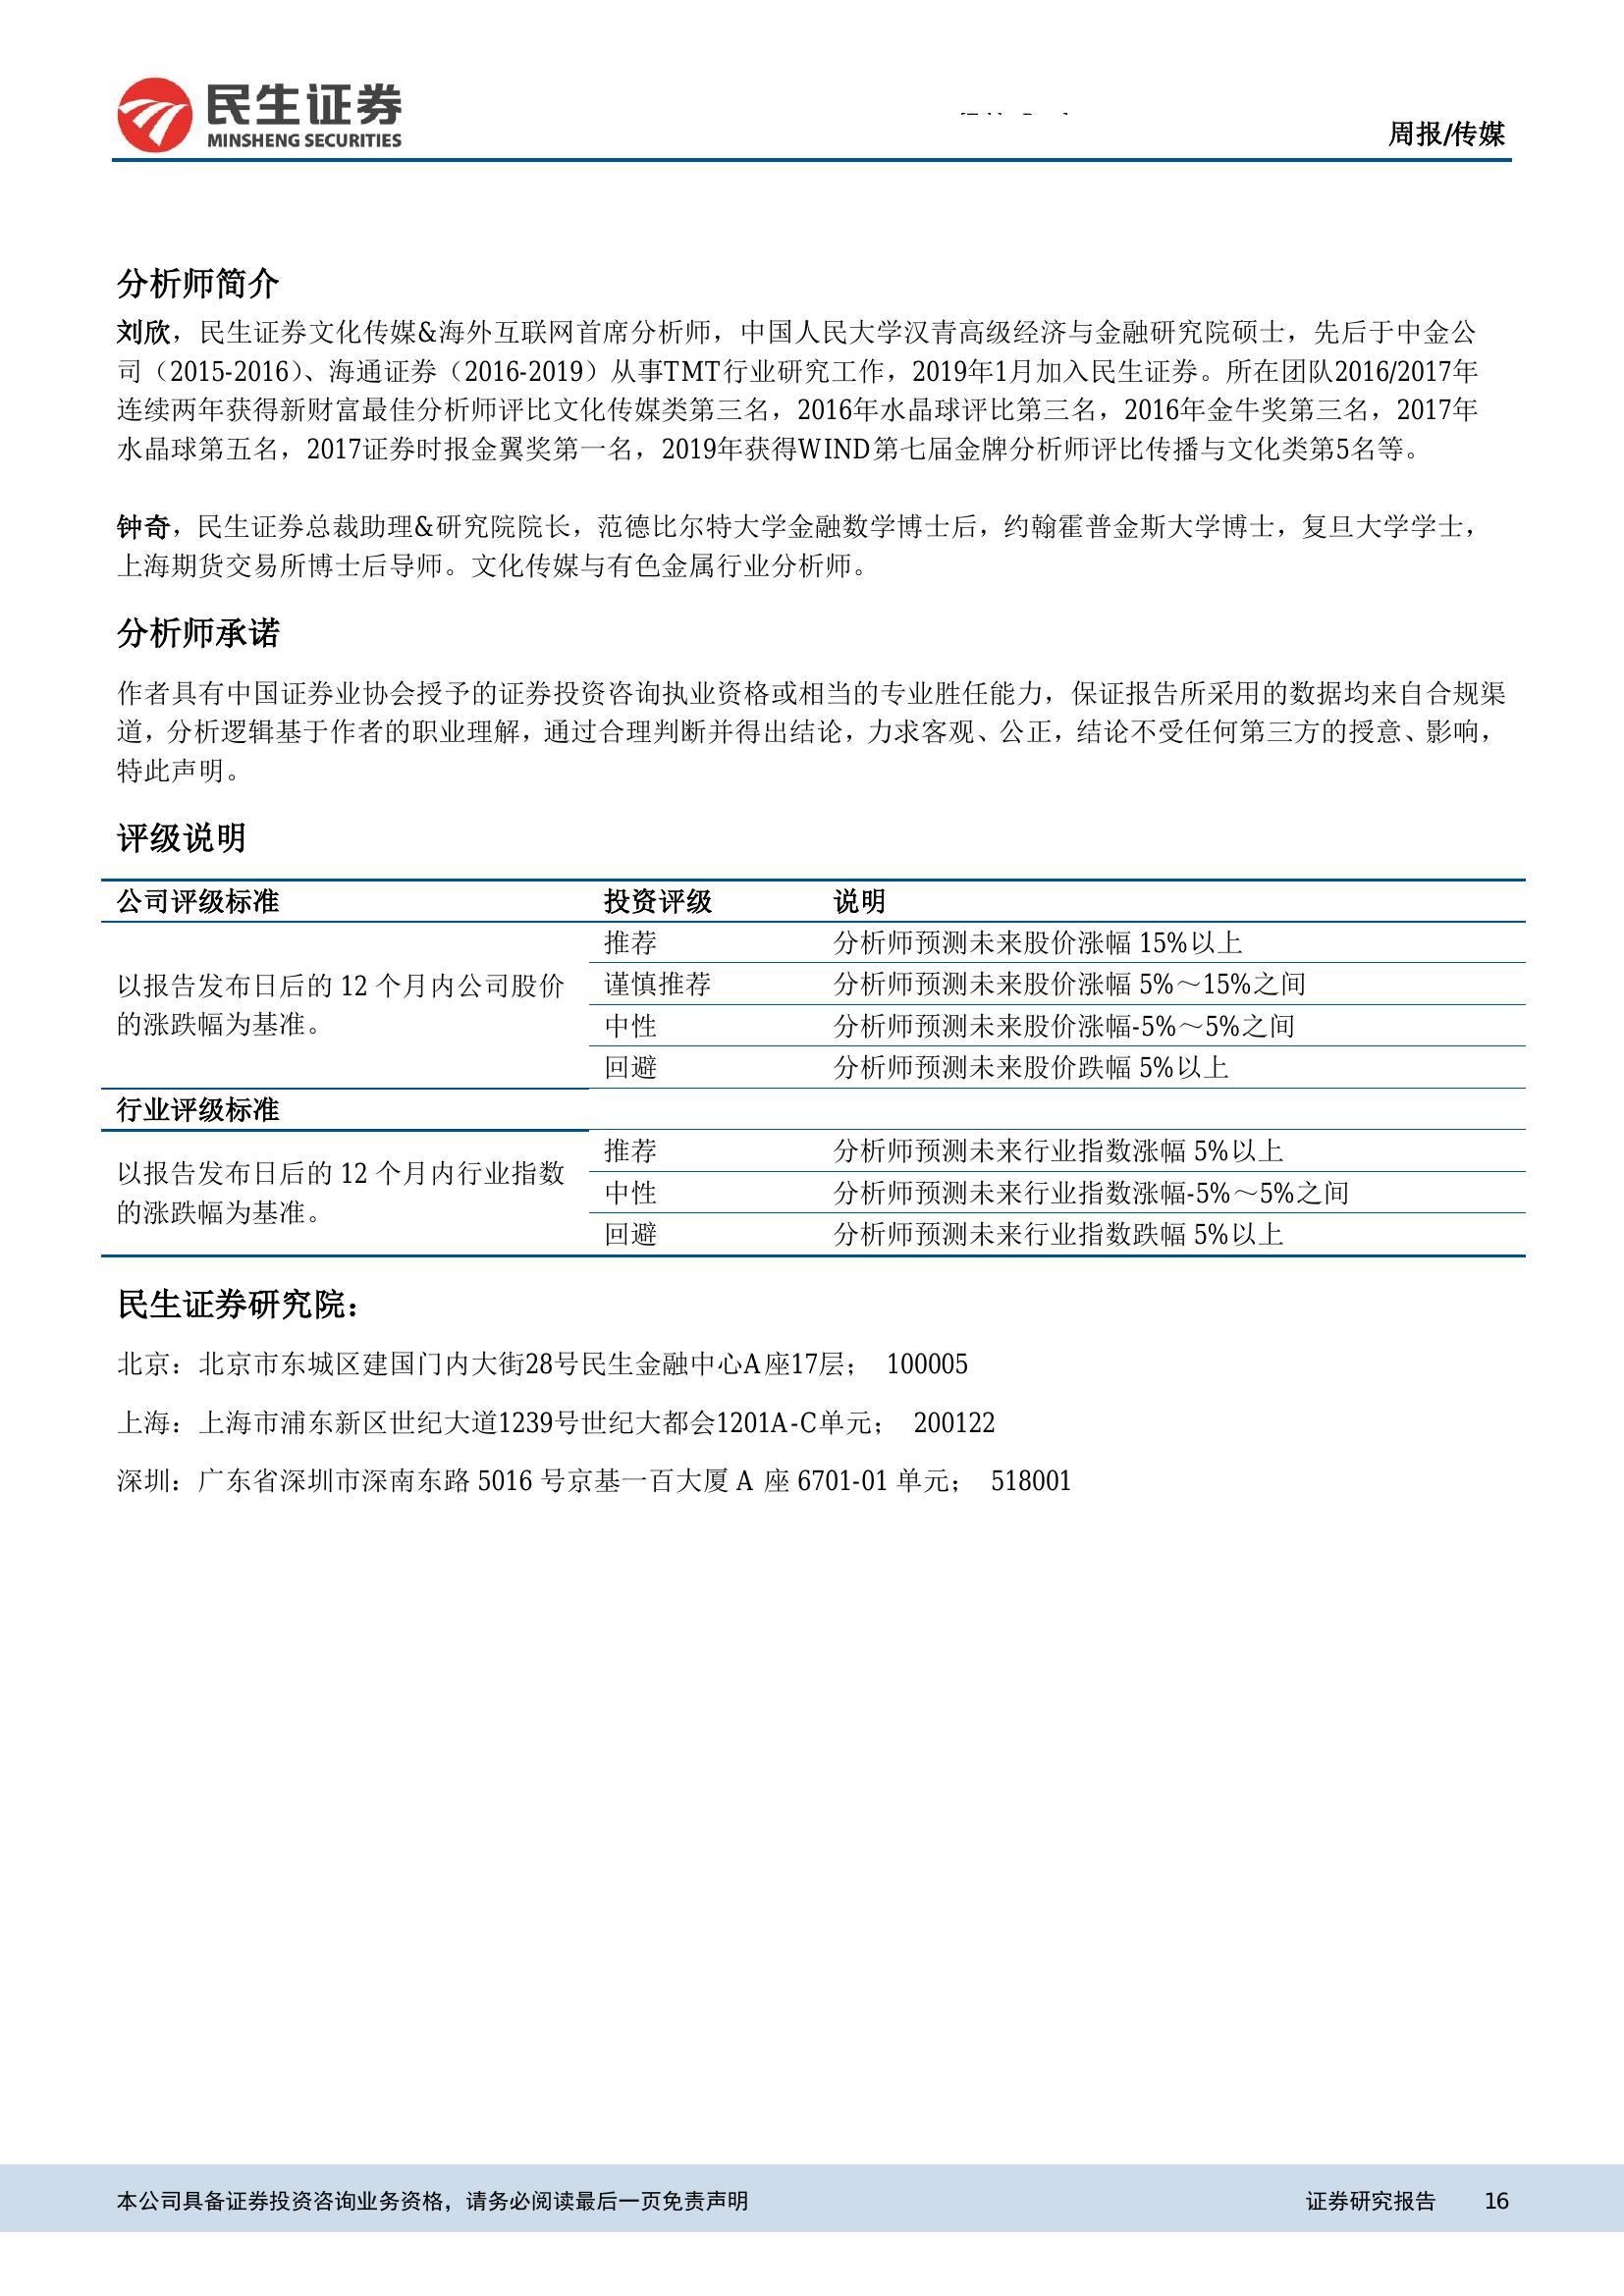 民生证券
MINSHENG SECURITIES
周报/传媒
分析师简介
刘欣，民生证券文化传媒&海外互联网首席分析师，中国人民大学汉青高级经济与金融研究院硕士，先后于中金公
司（2015-2016）、海通证券（2016-2019）从事TMT行业研究工作，2019年1月加入民生证券。所在团队2016/2017年
连续两年获得新财富最佳分析师评比文化传媒类第三名，2016年水晶球评比第三名，2016年金牛奖第三名，2017年
水晶球第五名，2017证券时报金翼奖第一名，2019年获得WIND第七届金牌分析师评比传播与文化类第5名等。
钟奇，民生证券总裁助理&研究院院长，范德比尔特大学金融数学博士后，约翰霍普金斯大学博士，复旦大学学士，
上海期货交易所博士后导师。文化传媒与有色金属行业分析师。
分析师承诺
作者具有中国证券业协会授予的证券投资咨询执业资格或相当的专业胜任能力，保证报告所采用的数据均来自合规渠
道，分析逻辑基于作者的职业理解，通过合理判断并得出结论，力求客观、公正，结论不受任何第三方的授意、影响，
特此声明。
评级说明
公司评级标准 投资评级 说明
以报告发布日后的 12 个月内公司股价
的涨跌幅为基准。
推荐 分析师预测未来股价涨幅 15%以上
谨慎推荐 分析师预测未来股价涨幅 5%～15%之间
中性 分析师预测未来股价涨幅-5%～5%之间
回避 分析师预测未来股价跌幅 5%以上
行业评级标准
以报告发布日后的 12 个月内行业指数
的涨跌幅为基准。
推荐 分析师预测未来行业指数涨幅 5%以上
中性 分析师预测未来行业指数涨幅-5%～5%之间
回避 分析师预测未来行业指数跌幅 5%以上
民生证券研究院：
北京：北京市东城区建国门内大街28号民生金融中心A座17层； 100005
上海：上海市浦东新区世纪大道1239号世纪大都会1201A-C单元； 200122
深圳：广东省深圳市深南东路 5016 号京基一百大厦 A 座 6701-01 单元； 518001
本公司具备证券投资咨询业务资格，请务必阅读最后一页免责声明 证券研究报告 16